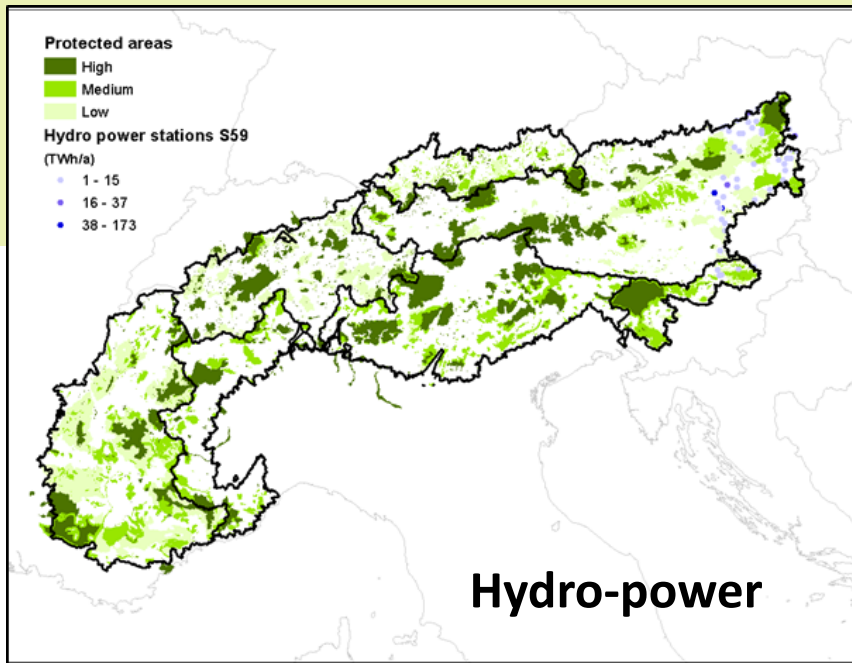 Protected areas
High
Medium
Low
Hydro power stations S59
(TWh/a)
1 - 15
16 - 37
38 - 173
Hydro-power